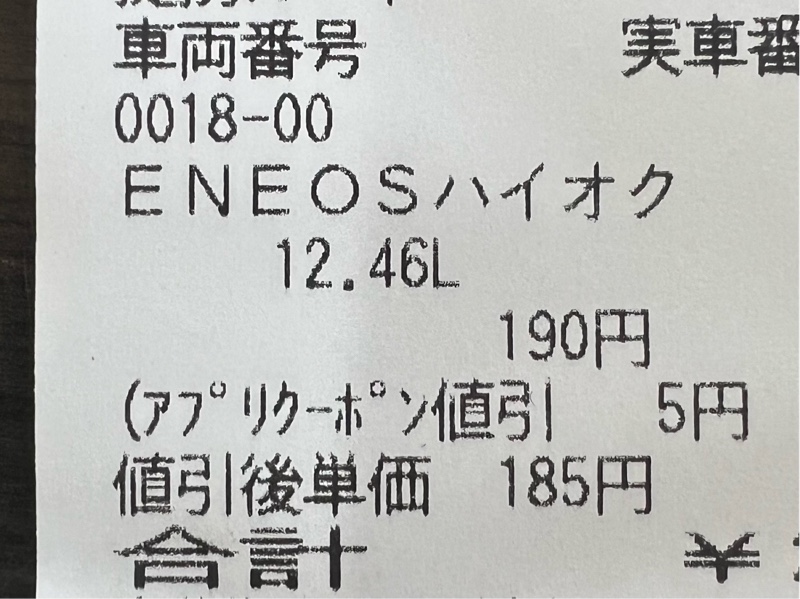 車両番号 実車番
0018-00
ENEOSハイオク
12.46L
190円
(アプリクーポン値引 5円
値引後単価 185円
合計 ¥